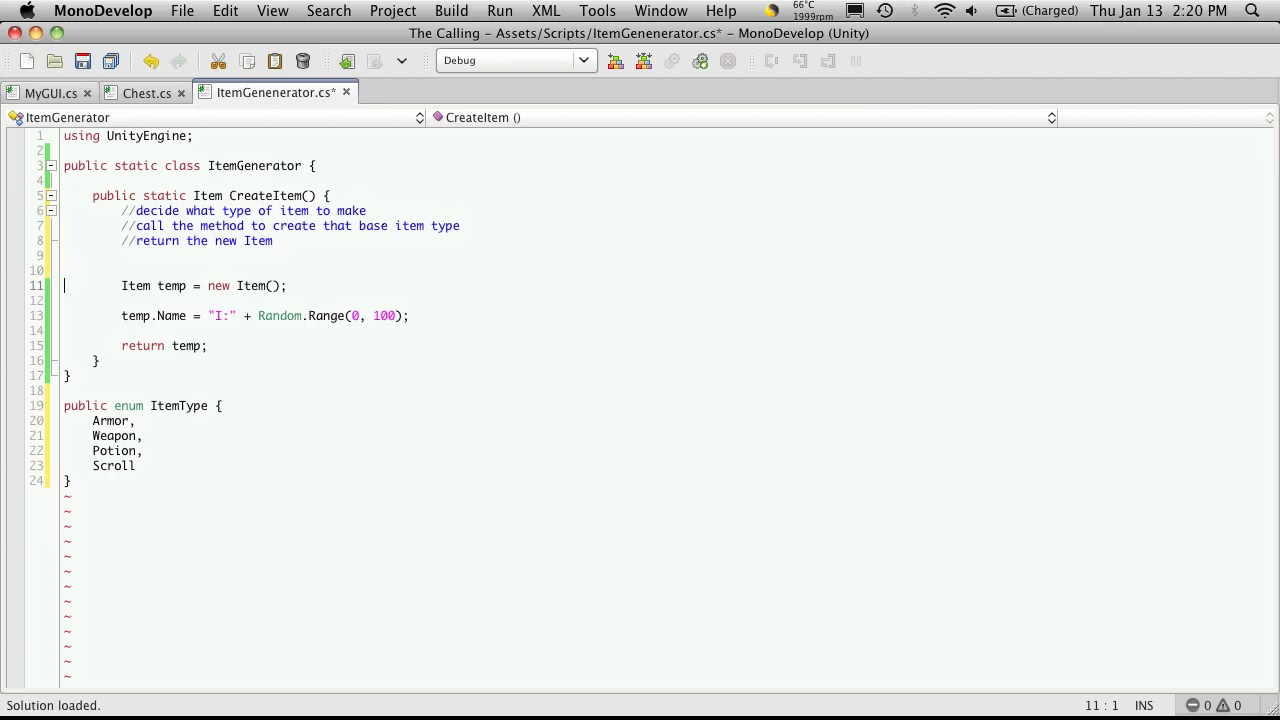 MonoDevelop File Edit View Search Project Build Run XML Tools Window Help 66°C 1999rpm (Charged) Thu Jan 13 2:20 PM
The Calling - Assets/Scripts/ItemGenenerator.cs* - MonoDevelop (Unity)
Debug
MyGUI.cs Chest.cs ItemGenenerator.cs*
ItemGenerator CreateItem ()
1 using UnityEngine;
2
3 public static class ItemGenerator {
4
5 public static Item CreateItem() {
6 //decide what type of item to make
7 //call the method to create that base item type
8 //return the new Item
9
10
11 Item temp = new Item();
12
13 temp.Name = "I:" + Random.Range(0, 100);
14
15 return temp;
16 }
17 }
18
19 public enum ItemType {
20 Armor,
21 Weapon,
22 Potion,
23 Scroll
24 }
~
~
~
~
~
~
~
~
~
~
~
~
~
Solution loaded. 11 : 1 INS 0 0